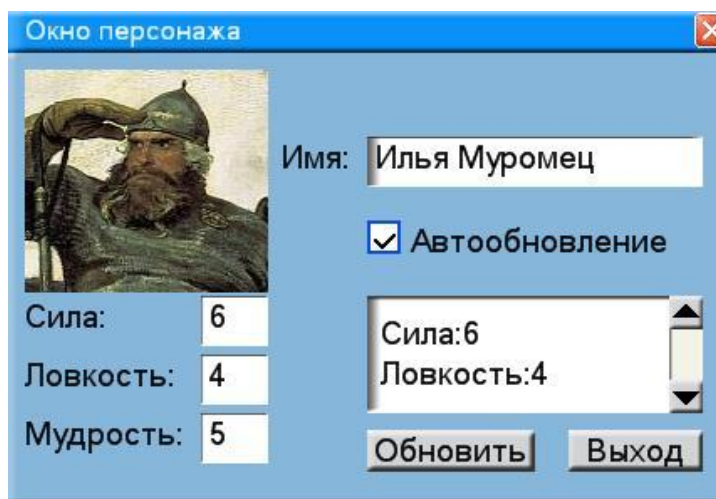 Окно персонажа
Имя: Илья Муромец
Автообновление
Сила: 6
Ловкость: 4
Мудрость: 5
Сила:6
Ловкость:4
Обновить
Выход